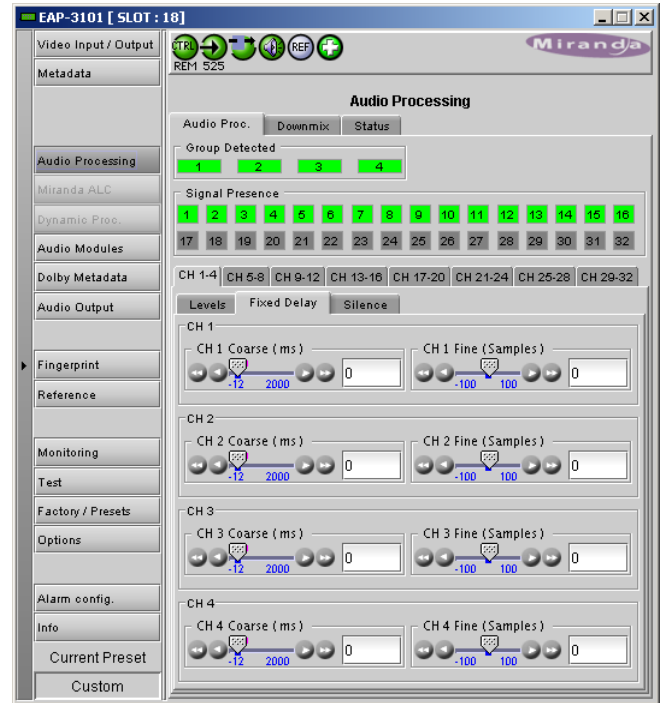 EAP-3101 [ SLOT : 18]
Video Input / Output
Metadata
Audio Processing
Miranda ALC
Dynamic Proc.
Audio Modules
Dolby Metadata
Audio Output
Fingerprint
Reference
Monitoring
Test
Factory / Presets
Options
Alarm config.
Info
Current Preset
Custom
CTRL REF
REM 525
Miranda
Audio Processing
Audio Proc. Downmix Status
Group Detected
1 2 3 4
Signal Presence
1 2 3 4 5 6 7 8 9 10 11 12 13 14 15 16
17 18 19 20 21 22 23 24 25 26 27 28 29 30 31 32
CH 1-4 CH 5-8 CH 9-12 CH 13-16 CH 17-20 CH 21-24 CH 25-28 CH 29-32
Levels Fixed Delay Silence
CH 1
CH 1 Coarse ( ms ) CH 1 Fine ( Samples )
0 0
-12 2000 -100 100
CH 2
CH 2 Coarse ( ms ) CH 2 Fine ( Samples )
0 0
-12 2000 -100 100
CH 3
CH 3 Coarse ( ms ) CH 3 Fine ( Samples )
0 0
-12 2000 -100 100
CH 4
CH 4 Coarse ( ms ) CH 4 Fine ( Samples )
0 0
-12 2000 -100 100